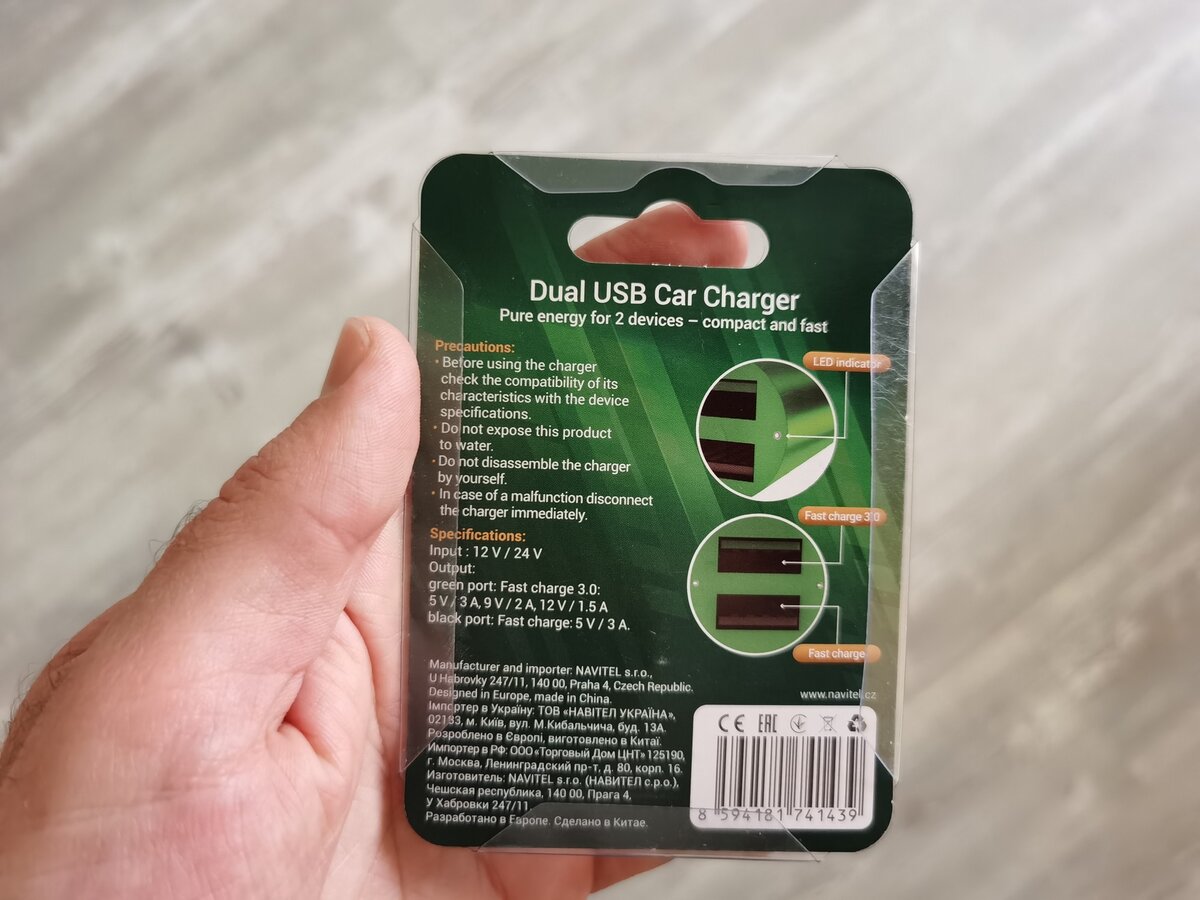 Dual USB Car Charger
Pure energy for 2 devices – compact and fast
Precautions:
· Before using the charger
check the compatibility of its
characteristics with the device
specifications.
· Do not expose this product
to water.
· Do not disassemble the charger
by yourself.
· In case of a malfunction disconnect
the charger immediately.
Specifications:
Input : 12 V / 24 V
Output:
green port: Fast charge 3.0:
5 V / 3 A, 9 V / 2 A, 12 V / 1.5 A
black port: Fast charge: 5 V / 3 A.
LED indicator
Fast charge 3.0
Fast charge
Manufacturer and importer: NAVITEL s.r.o.,
U Habrovky 247/11, 140 00, Praha 4, Czech Republic.
Designed in Europe, made in China.
Імпортер в Україну: ТОВ «НАВІТЕЛ УКРАЇНА»,
02133, м. Київ, вул. М.Кибальчича, буд. 13А.
Розроблено в Європі, виготовлено в Китаї.
Импортер в РФ: ООО «Торговый Дом ЦНТ» 125190,
г. Москва, Ленинградский пр-т, д. 80, корп. 16.
Изготовитель: NAVITEL s.r.o. (НАВИТЕЛ с.р.о.),
Чешская республика, 140 00, Прага 4,
У Хабровки 247/11.
Разработано в Европе. Сделано в Китае.
www.navitel.cz
CE EAC
8 594181 741439